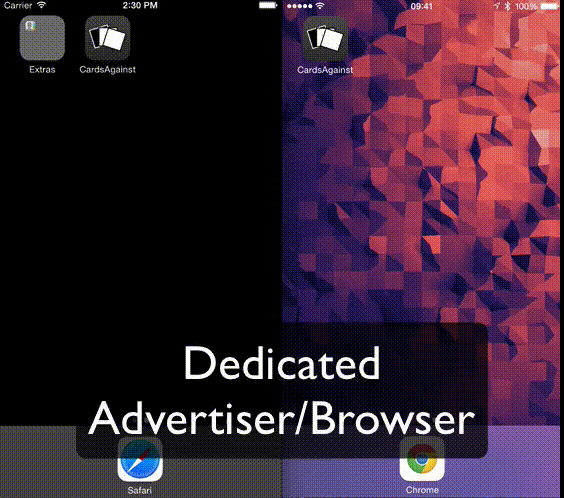 Carrier 2:30 PM
09:41 100%
Extras CardsAgainst
CardsAgainst
Dedicated
Advertiser/Browser
Safari
Chrome